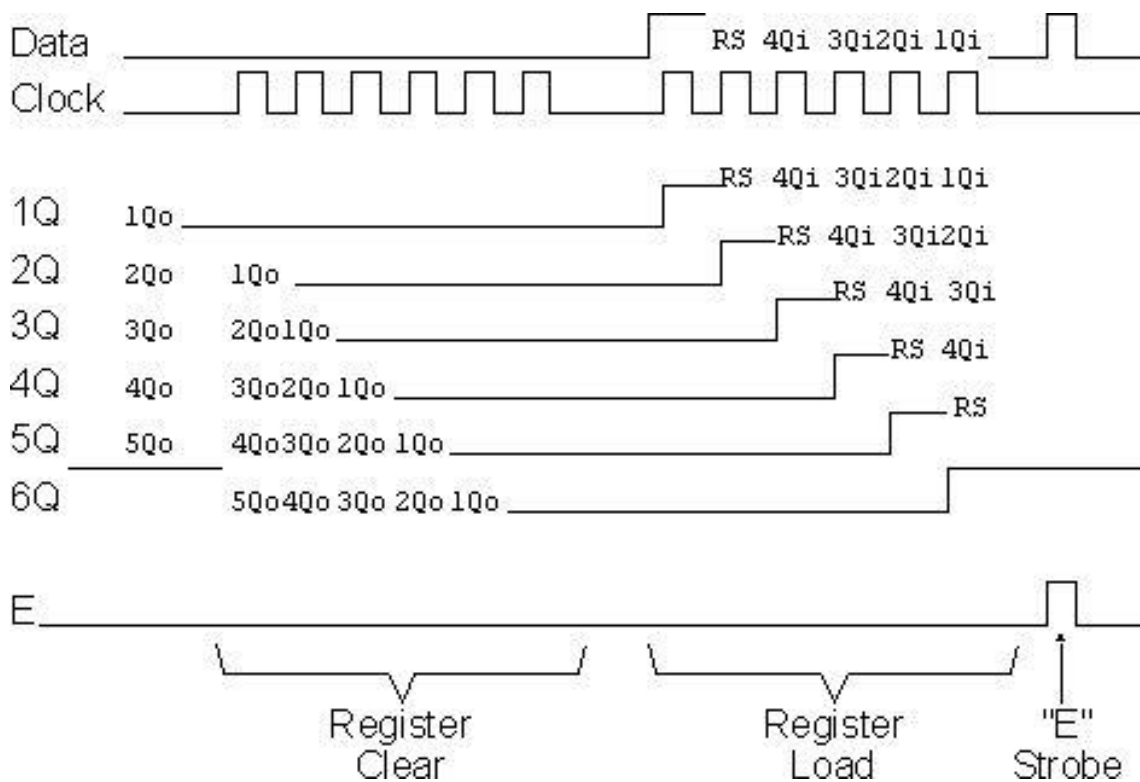 Data RS 4Qi 3Qi2Qi 1Qi
Clock
RS 4Qi 3Qi2Qi 1Qi
1Q 1Qo
RS 4Qi 3Qi2Qi
2Q 2Qo 1Qo
RS 4Qi 3Qi
3Q 3Qo 2Qo1Qo
RS 4Qi
4Q 4Qo 3Qo2Qo 1Qo
RS
5Q 5Qo 4Qo3Qo 2Qo 1Qo
6Q 5Qo4Qo 3Qo 2Qo 1Qo
E
Register Clear
Register Load
"E" Strobe